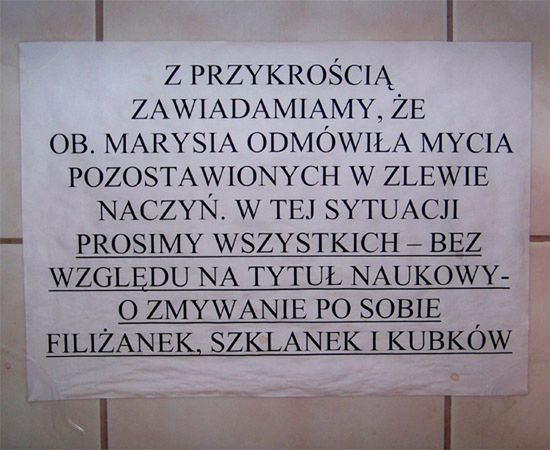 Z PRZYKROŚCIĄ
ZAWIADAMIAMY, ŻE
OB. MARYSIA ODMÓWIŁA MYCIA
POZOSTAWIONYCH W ZLEWIE
NACZYŃ. W TEJ SYTUACJI
PROSIMY WSZYSTKICH – BEZ
WZGLĘDU NA TYTUŁ NAUKOWY-
O ZMYWANIE PO SOBIE
FILIŻANEK, SZKLANEK I KUBKÓW